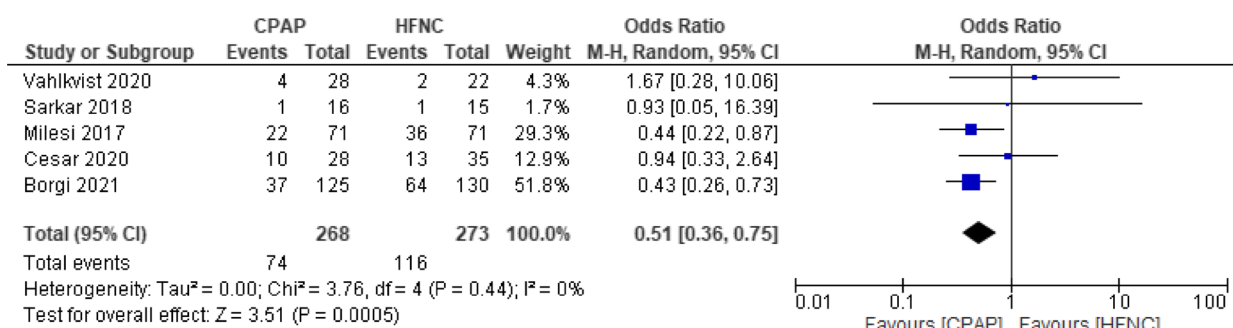 CPAP HFNC Odds Ratio Odds Ratio
Study or Subgroup Events Total Events Total Weight M-H, Random, 95% CI M-H, Random, 95% CI
Vahlkvist 2020 4 28 2 22 4.3% 1.67 [0.28, 10.06]
Sarkar 2018 1 16 1 15 1.7% 0.93 [0.05, 16.39]
Milesi 2017 22 71 36 71 29.3% 0.44 [0.22, 0.87]
Cesar 2020 10 28 13 35 12.9% 0.94 [0.33, 2.64]
Borgi 2021 37 125 64 130 51.8% 0.43 [0.26, 0.73]
Total (95% CI) 268 273 100.0% 0.51 [0.36, 0.75]
Total events 74 116
Heterogeneity: Tau² = 0.00; Chi² = 3.76, df = 4 (P = 0.44); I² = 0%
Test for overall effect: Z = 3.51 (P = 0.0005)
0.01 0.1 1 10 100
Favours [CPAP] Favours [HFNC]